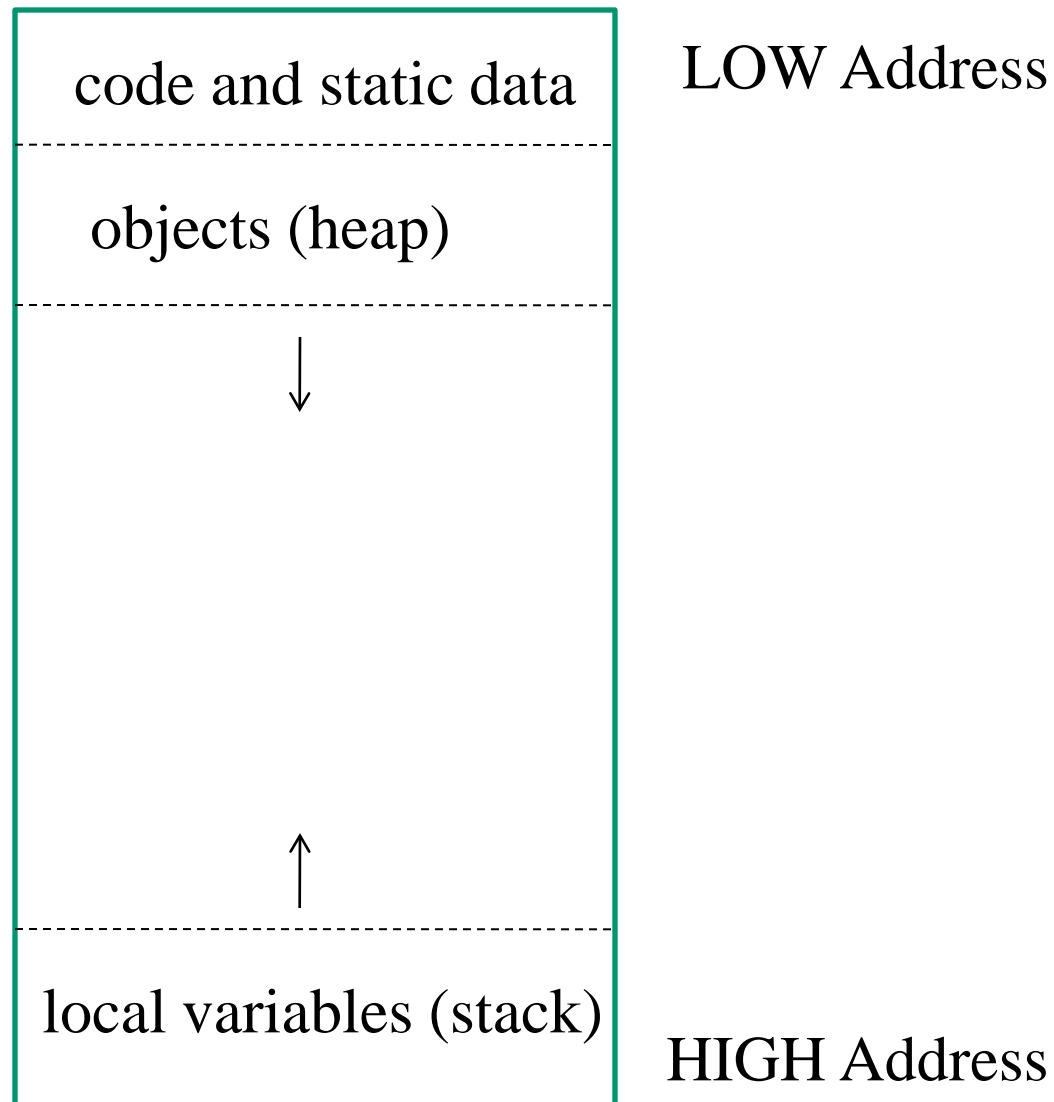 code and static data
LOW Address
objects (heap)
local variables (stack)
HIGH Address